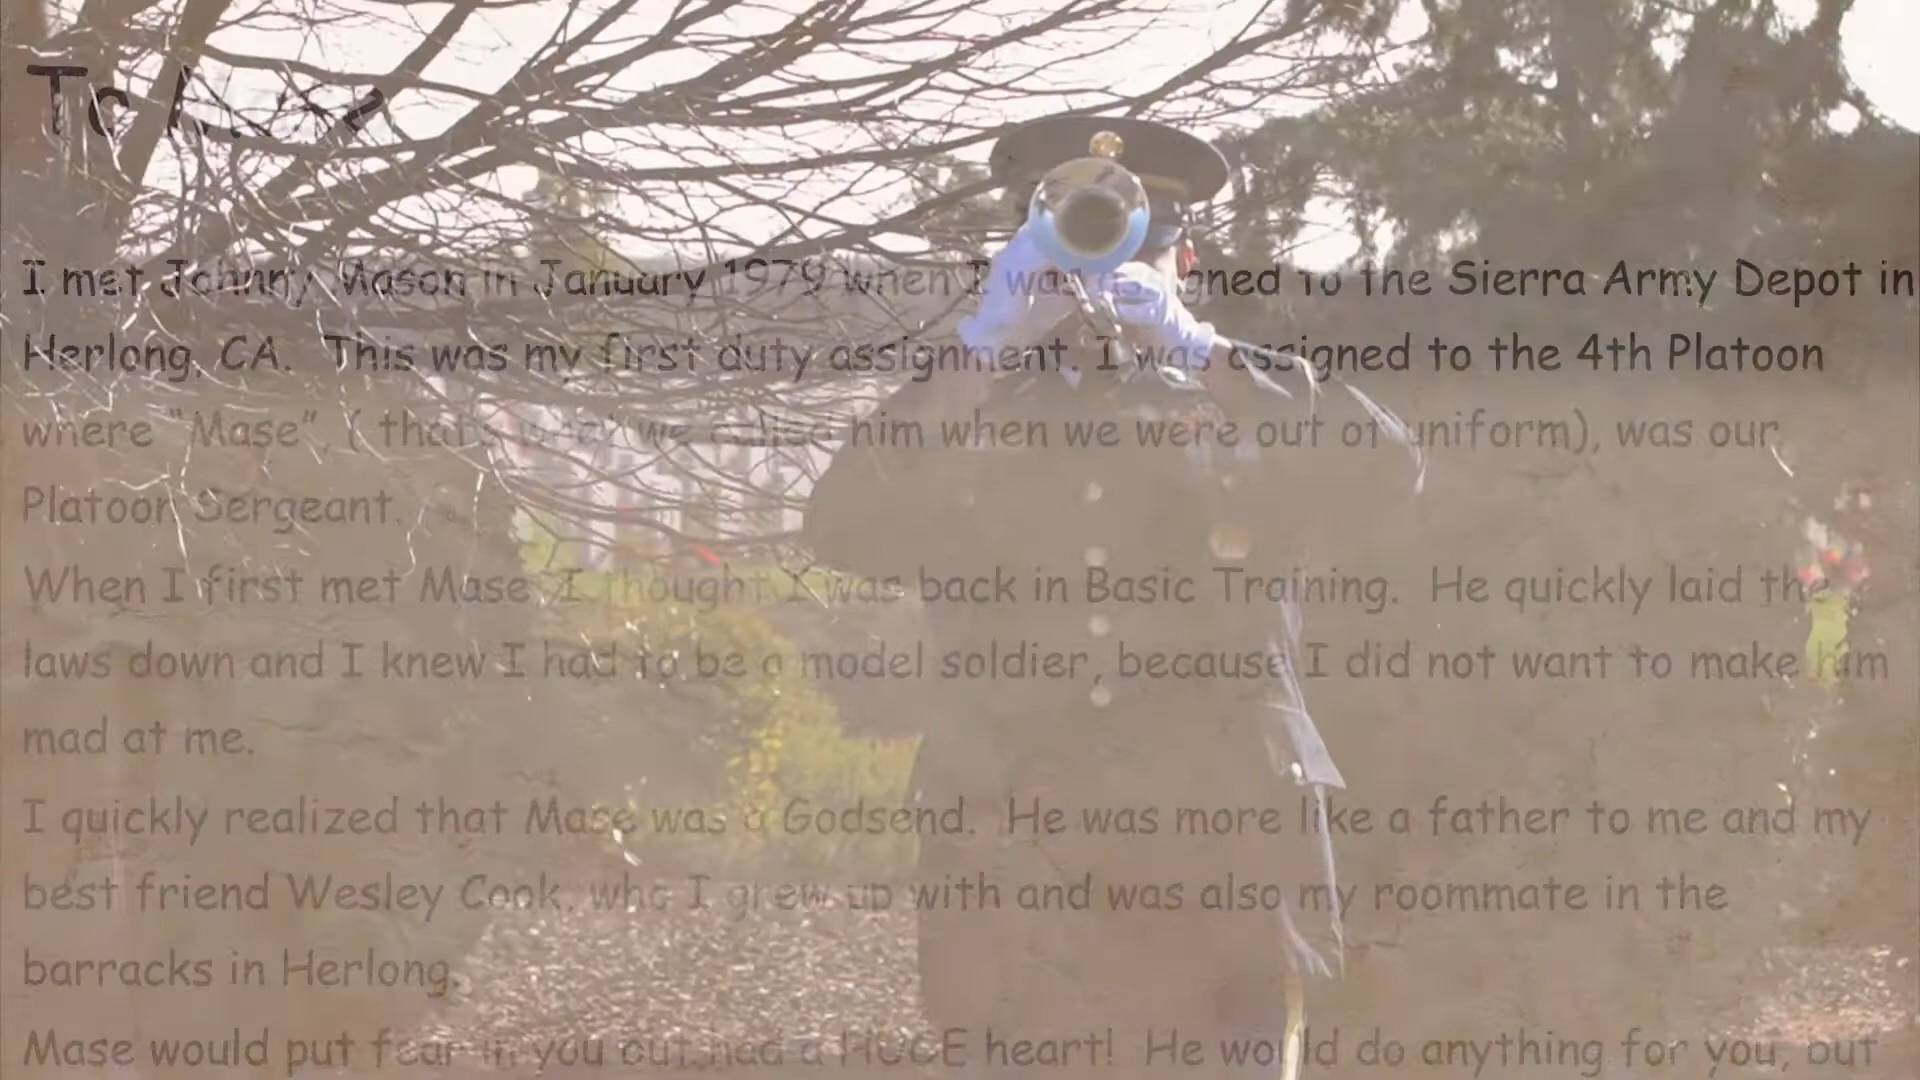 To Mase
I met Johnny Mason in January 1979 when I was assigned to the Sierra Army Depot in
Herlong, CA. This was my first duty assignment. I was assigned to the 4th Platoon
where "Mase", ( that's what we called him when we were out of uniform), was our
Platoon Sergeant.
When I first met Mase I thought I was back in Basic Training. He quickly laid the
laws down and I knew I had to be a model soldier, because I did not want to make him
mad at me.
I quickly realized that Mase was a Godsend. He was more like a father to me and my
best friend Wesley Cook, who I grew up with and was also my roommate in the
barracks in Herlong.
Mase would put fear in you but had a HUGE heart! He would do anything for you, but